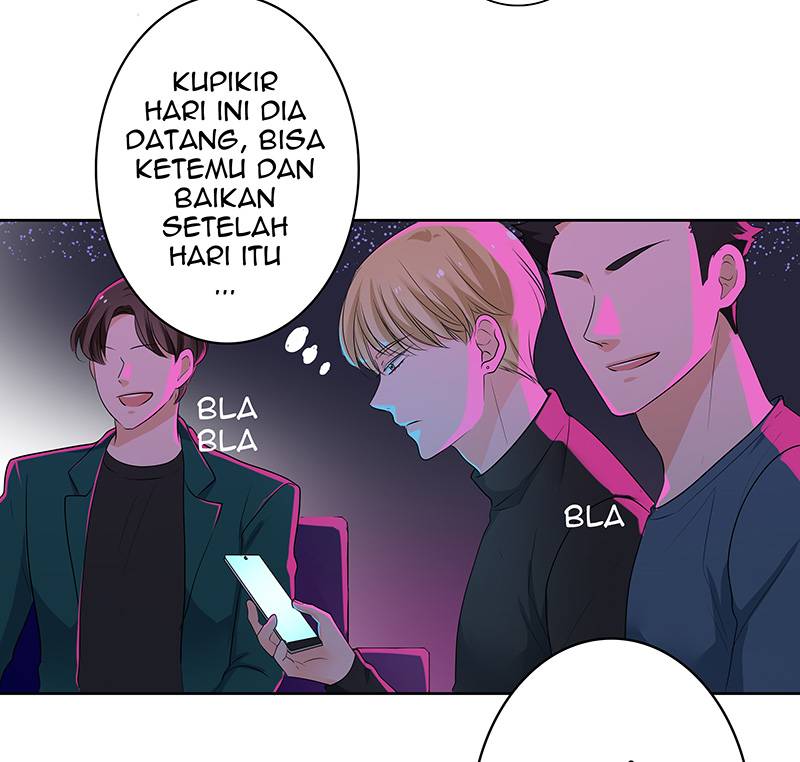 KUPIKIR
HARI INI DIA
DATANG, BISA
KETEMU DAN
BAIKAN
SETELAH
HARI ITU
...
BLA
BLA
BLA